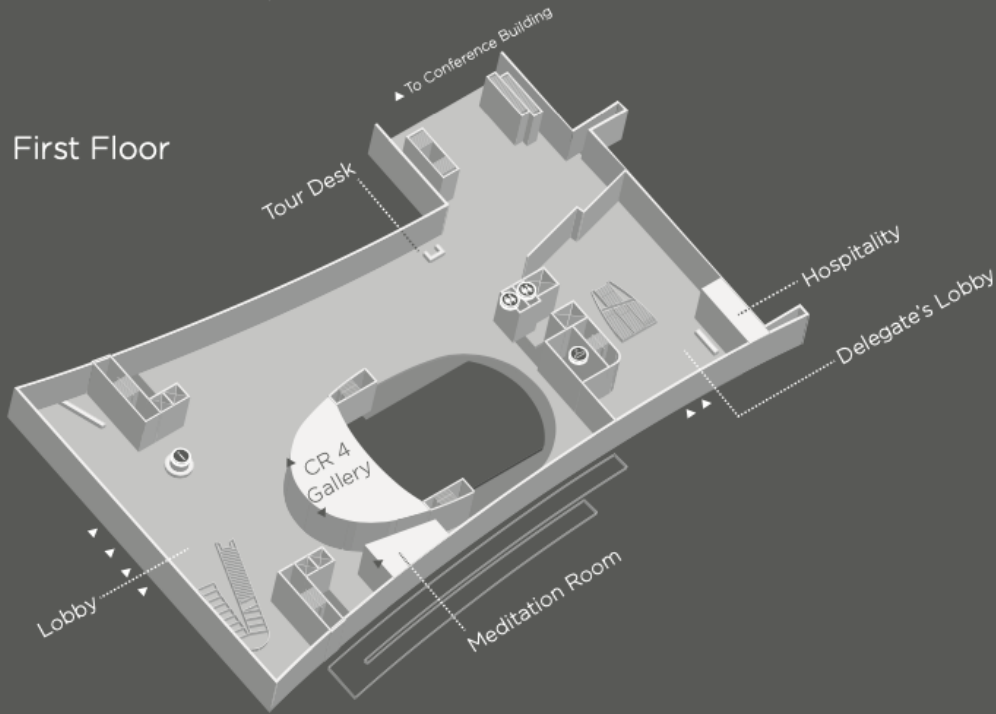 To Conference Building
First Floor
Tour Desk
Hospitality
Delegate's Lobby
CR 4
Gallery
Lobby
Meditation Room